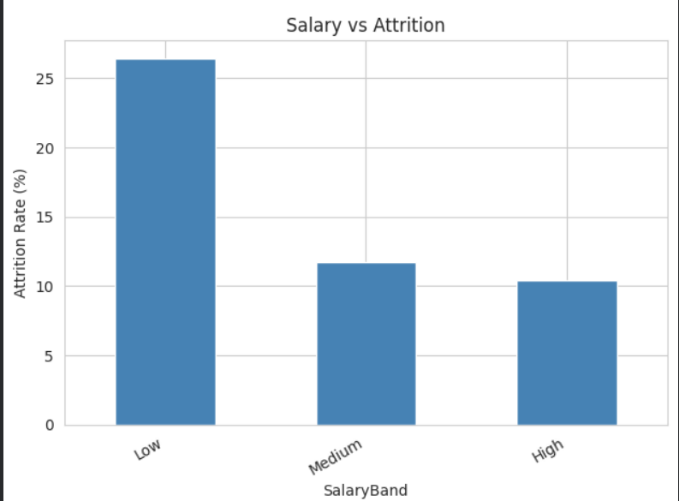 Salary vs Attrition
Attrition Rate (%)
25
20
15
10
5
0
Low
Medium
High
SalaryBand